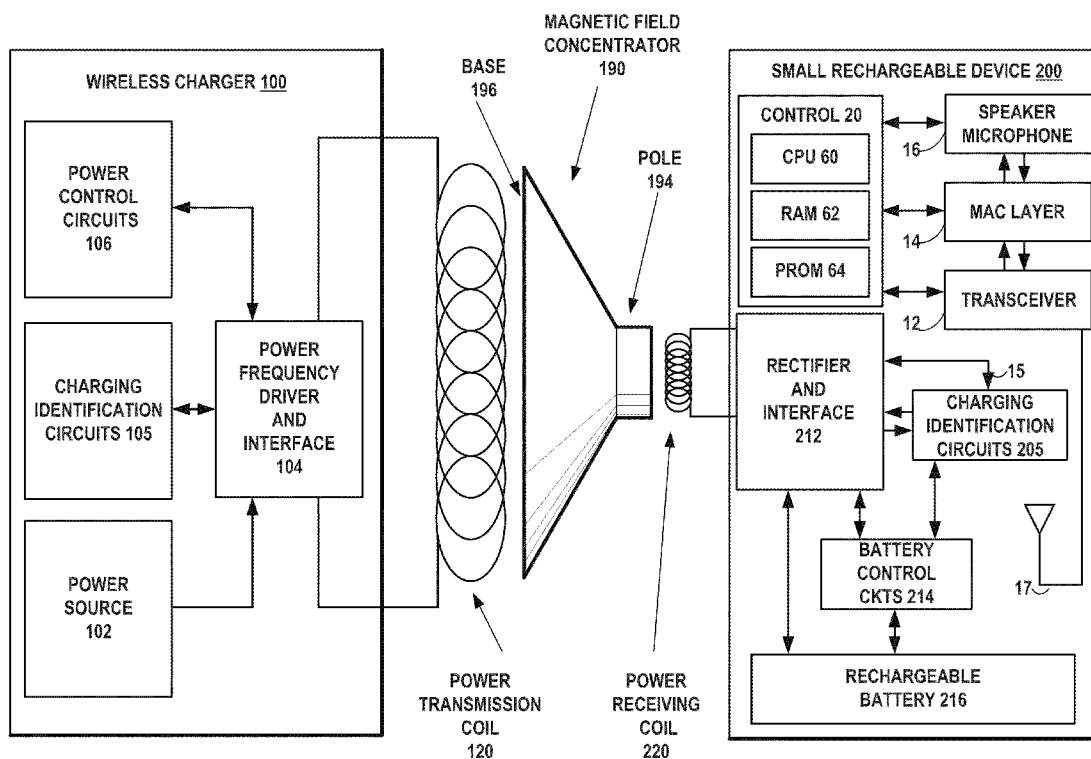 WIRELESS CHARGER 100
POWER
CONTROL
CIRCUITS
106
CHARGING
IDENTIFICATION
CIRCUITS 105
POWER
SOURCE
102
POWER
FREQUENCY
DRIVER
AND
INTERFACE
104
BASE
196
MAGNETIC FIELD
CONCENTRATOR
190
POLE
194
POWER
TRANSMISSION
COIL
120
POWER
RECEIVING
COIL
220
SMALL RECHARGEABLE DEVICE 200
CONTROL 20
CPU 60
RAM 62
PROM 64
SPEAKER
MICROPHONE
16
MAC LAYER
14
TRANSCEIVER
12
RECTIFIER
AND
INTERFACE
212
15
CHARGING
IDENTIFICATION
CIRCUITS 205
BATTERY
CONTROL
CKTS 214
17
RECHARGEABLE
BATTERY 216